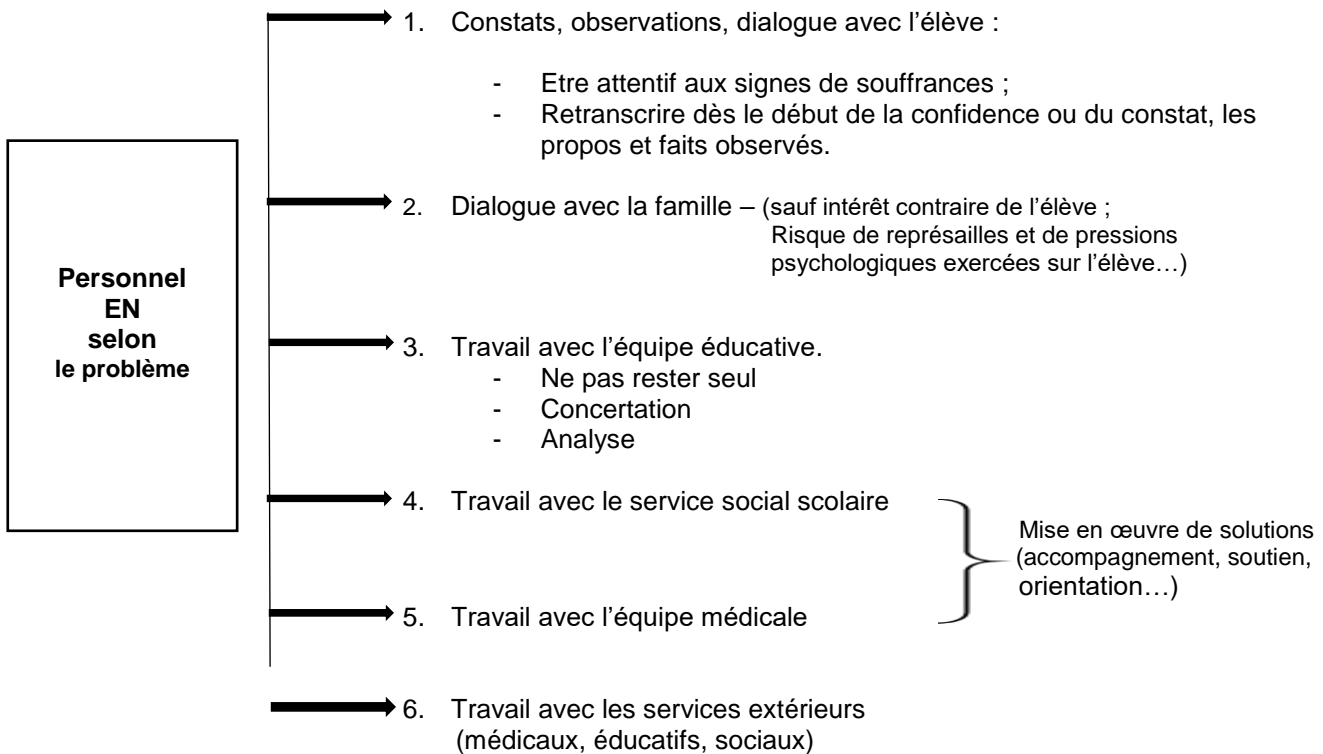 1. Constats, observations, dialogue avec l’élève :
- Etre attentif aux signes de souffrances ;
- Retranscrire dès le début de la confidence ou du constat, les
propos et faits observés.
2. Dialogue avec la famille – (sauf intérêt contraire de l’élève ;
Risque de représailles et de pressions
psychologiques exercées sur l’élève…)
Personnel
EN
selon
le problème
3. Travail avec l’équipe éducative.
- Ne pas rester seul
- Concertation
- Analyse
4. Travail avec le service social scolaire
Mise en œuvre de solutions
(accompagnement, soutien,
orientation…)
5. Travail avec l’équipe médicale
6. Travail avec les services extérieurs
(médicaux, éducatifs, sociaux)